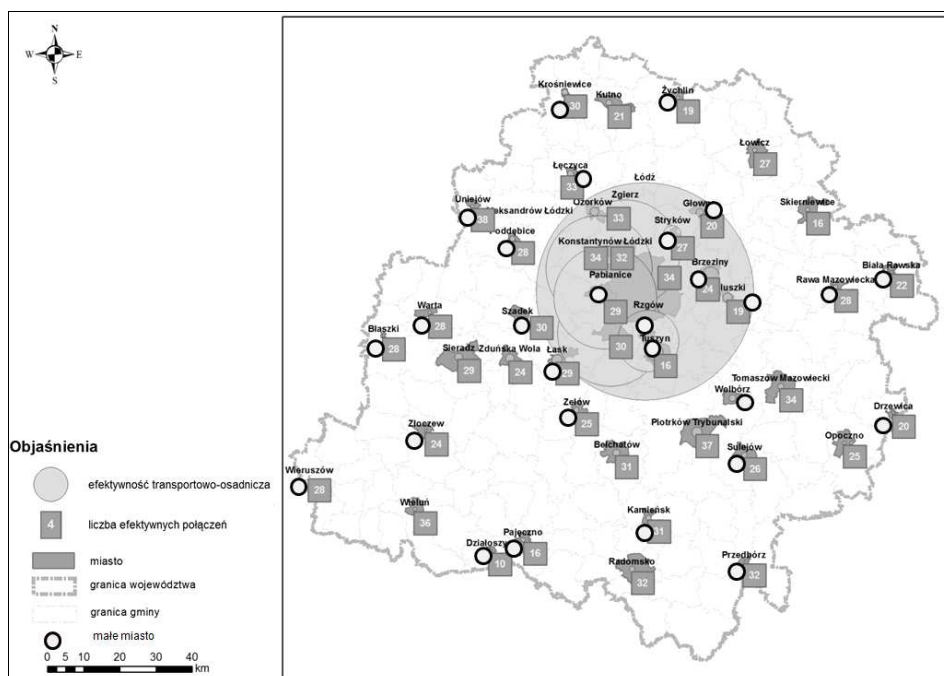 N
W E
S
Krośniewice
30
Kutno
21
Żychlin
19
Łowicz
27
Łęczyca
33
Łódź
Zgierz
33
Ozorków
Stryków
27
Głowno
20
Skierniewice
16
Uniejów
38
Aleksandrów Łódzki
Poddębice
28
Konstantynów Łódzki
34
32
34
Pabianice
29
30
Brzeziny
24
19
Rzgów
Tuszyn
16
Rawa Mazowiecka
28
Biała Rawska
22
Warta
28
Szadek
30
Błaszki
28
Sieradz
29
Zduńska Wola
24
Łask
29
Tomaszów Mazowiecki
34
Wolbórz
Zelów
25
Piotrków Trybunalski
37
Drzewica
20
Złoczew
24
Bełchatów
31
Sulejów
26
Opoczno
25
Wieruszów
28
Wieluń
36
Kamieńsk
31
Pajęczno
16
Działoszyn
10
Radomsko
32
Przedbórz
32
Objaśnienia
efektywność transportowo-osadnicza
4
liczba efektywnych połączeń
miasto
granica województwa
granica gminy
małe miasto
0 5 10 20 30 40
km